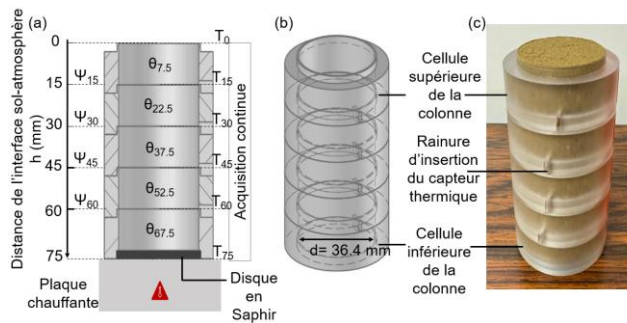 (a)
Distance de l'interface sol-atmosphère
h (mm)
0
15
30
45
60
75
Ψ15
Ψ30
Ψ45
Ψ60
θ7.5
θ22.5
θ37.5
θ52.5
θ67.5
T0
T15
T30
T45
T60
T75
Acquisition continue
Plaque
chauffante
Disque
en
Saphir
(b)
d= 36.4 mm
Cellule
supérieure
de la
colonne
Rainure
d'insertion
du capteur
thermique
Cellule
inférieure
de la
colonne
(c)